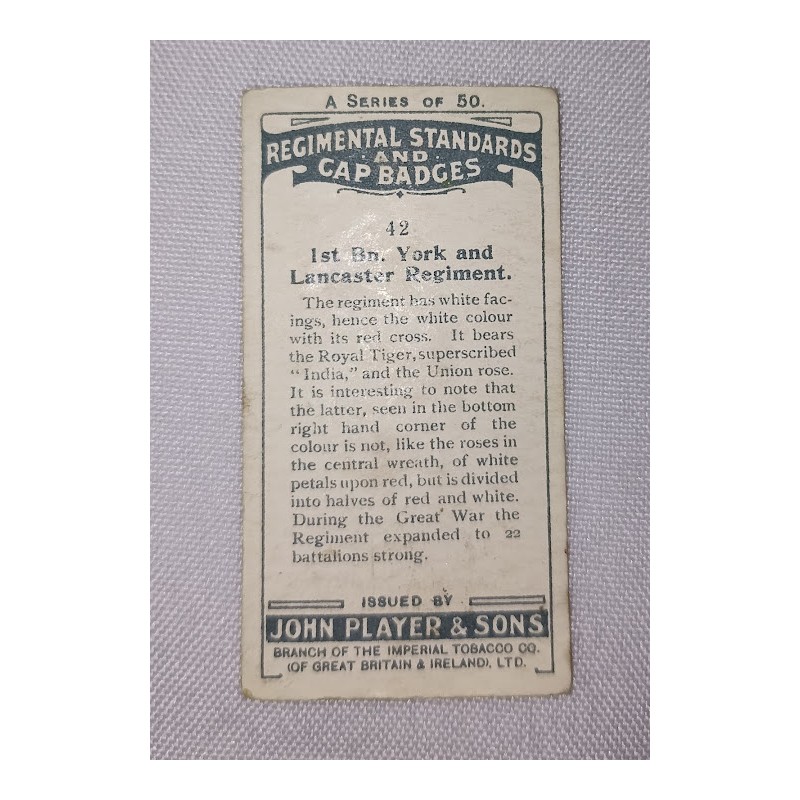 A SERIES OF 50.
REGIMENTAL STANDARDS
AND
CAP BADGES
42
1st Bn. York and
Lancaster Regiment.
The regiment has white fac-
ings, hence the white colour
with its red cross. It bears
the Royal Tiger, superscribed
"India," and the Union rose.
It is interesting to note that
the latter, seen in the bottom
right hand corner of the
colour is not, like the roses in
the central wreath, of white
petals upon red, but is divided
into halves of red and white.
During the Great War the
Regiment expanded to 22
battalions strong.
ISSUED BY
JOHN PLAYER & SONS
BRANCH OF THE IMPERIAL TOBACCO CO.
(OF GREAT BRITAIN & IRELAND), LTD.